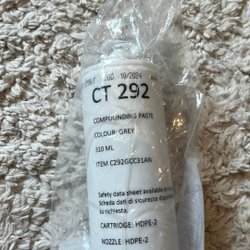 10/2024
CT 292
COMPOUNDING PASTE
COLOUR: GREY
310 ML
ITEM C292GCC31AN
Safety data sheet available on
Scheda dati di sicurezza disponibile
su richiesta.
CARTRIDGE: HDPE-2
NOZZLE: HDPE-2